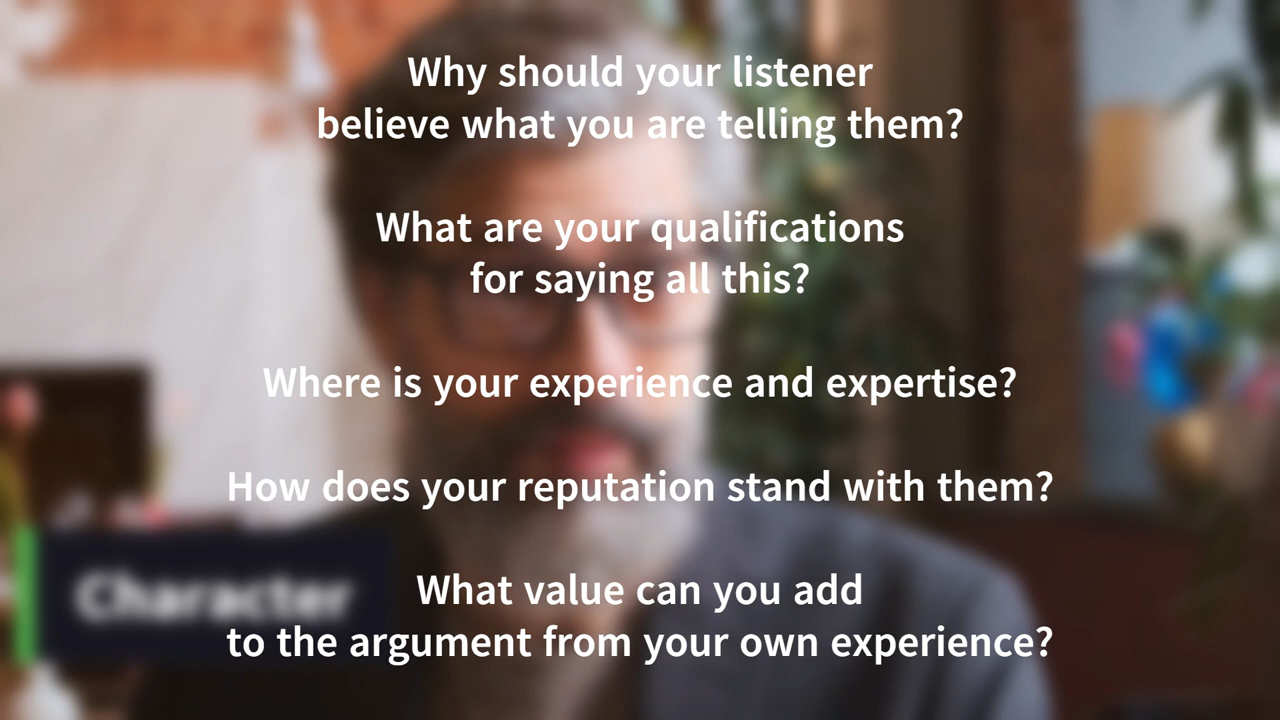 Why should your listener
believe what you are telling them?
What are your qualifications
for saying all this?
Where is your experience and expertise?
How does your reputation stand with them?
Character
What value can you add
to the argument from your own experience?